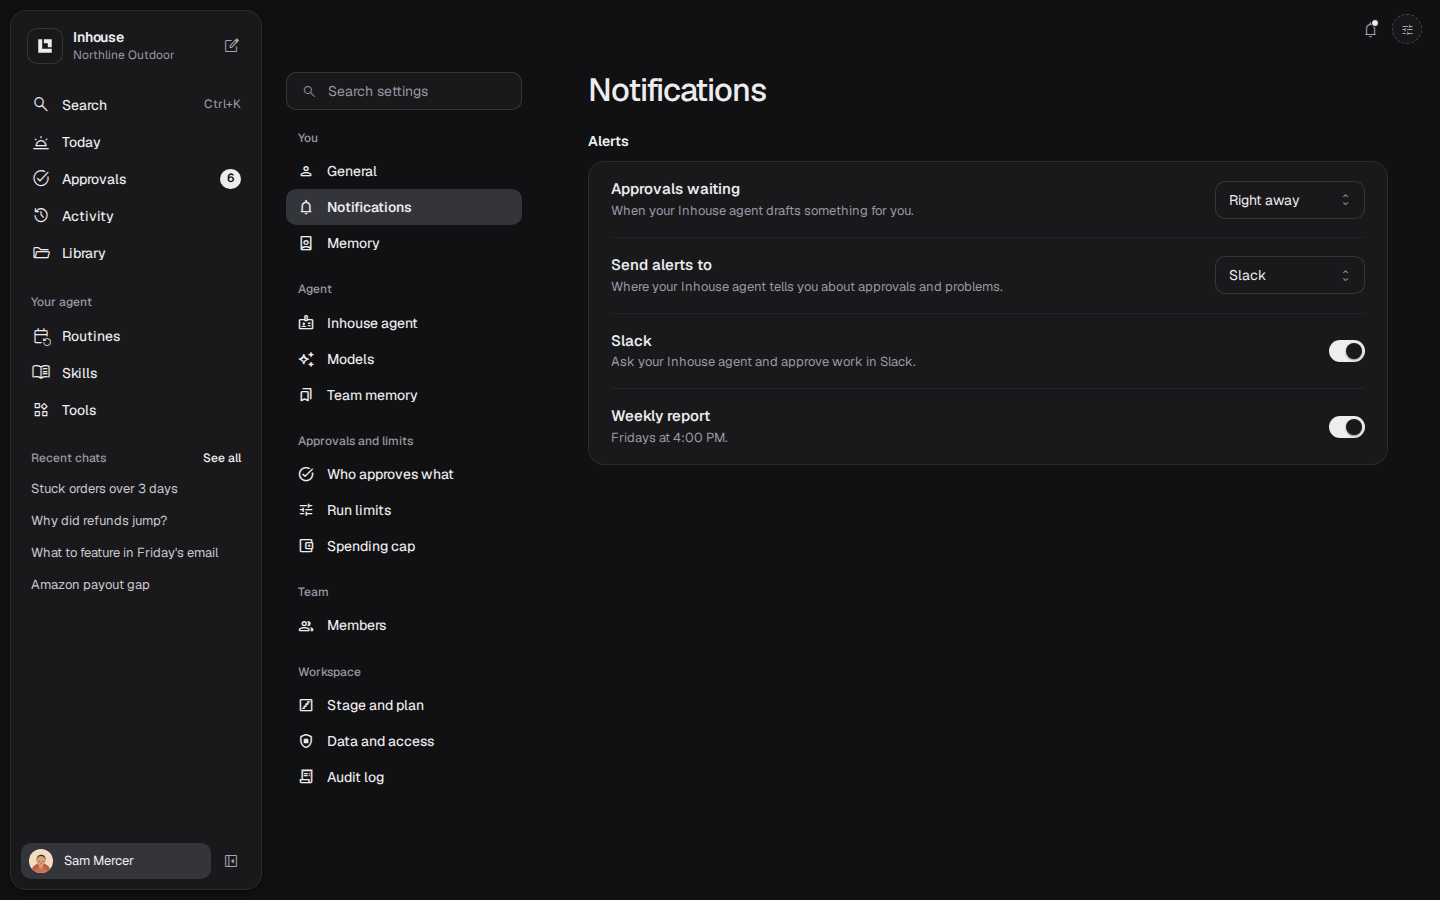 Inhouse
Northline Outdoor
Search Ctrl+K
Today
Approvals 6
Activity
Library
Your agent
Routines
Skills
Tools
Recent chats See all
Stuck orders over 3 days
Why did refunds jump?
What to feature in Friday's email
Amazon payout gap
Sam Mercer
Search settings
You
General
Notifications
Memory
Agent
Inhouse agent
Models
Team memory
Approvals and limits
Who approves what
Run limits
Spending cap
Team
Members
Workspace
Stage and plan
Data and access
Audit log
Notifications
Alerts
Approvals waiting
When your Inhouse agent drafts something for you.
Right away
Send alerts to
Where your Inhouse agent tells you about approvals and problems.
Slack
Slack
Ask your Inhouse agent and approve work in Slack.
Weekly report
Fridays at 4:00 PM.